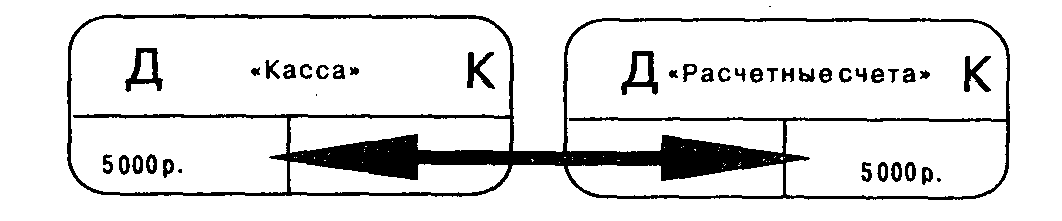 Д «Касса» К Д «Расчетные счета» К
5000р. 5000р.